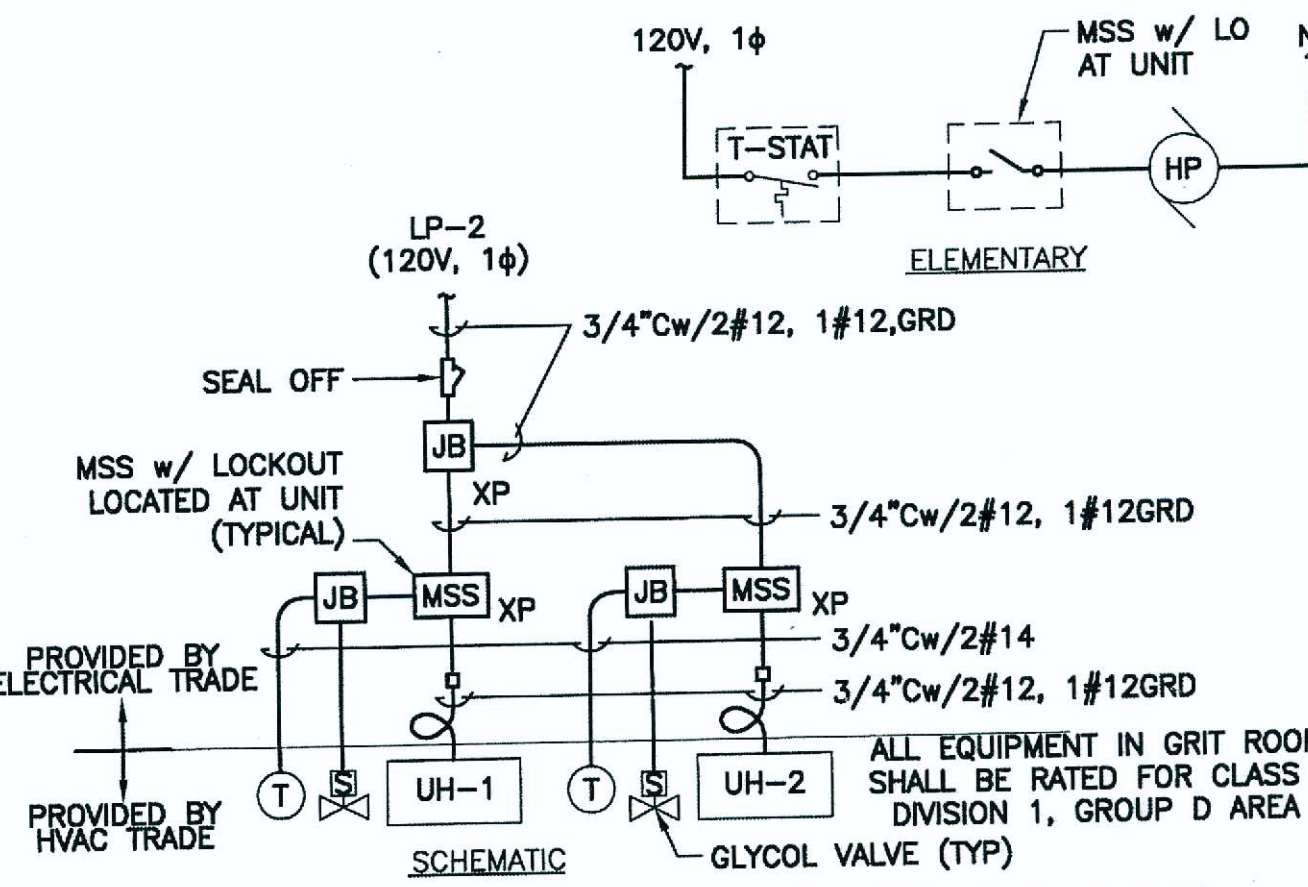 120V, 1ϕ
MSS w/ LO
AT UNIT
T-STAT
HP
ELEMENTARY
LP-2
(120V, 1ϕ)
3/4"Cw/2#12, 1#12,GRD
SEAL OFF
JB
XP
MSS w/ LOCKOUT
LOCATED AT UNIT
(TYPICAL)
3/4"Cw/2#12, 1#12GRD
JB
MSS
XP
JB
MSS
XP
3/4"Cw/2#14
PROVIDED BY
ELECTRICAL TRADE
3/4"Cw/2#12, 1#12GRD
T
S
UH-1
T
S
UH-2
ALL EQUIPMENT IN GRIT ROOM
SHALL BE RATED FOR CLASS
DIVISION 1, GROUP D AREA
PROVIDED BY
HVAC TRADE
SCHEMATIC
GLYCOL VALVE (TYP)